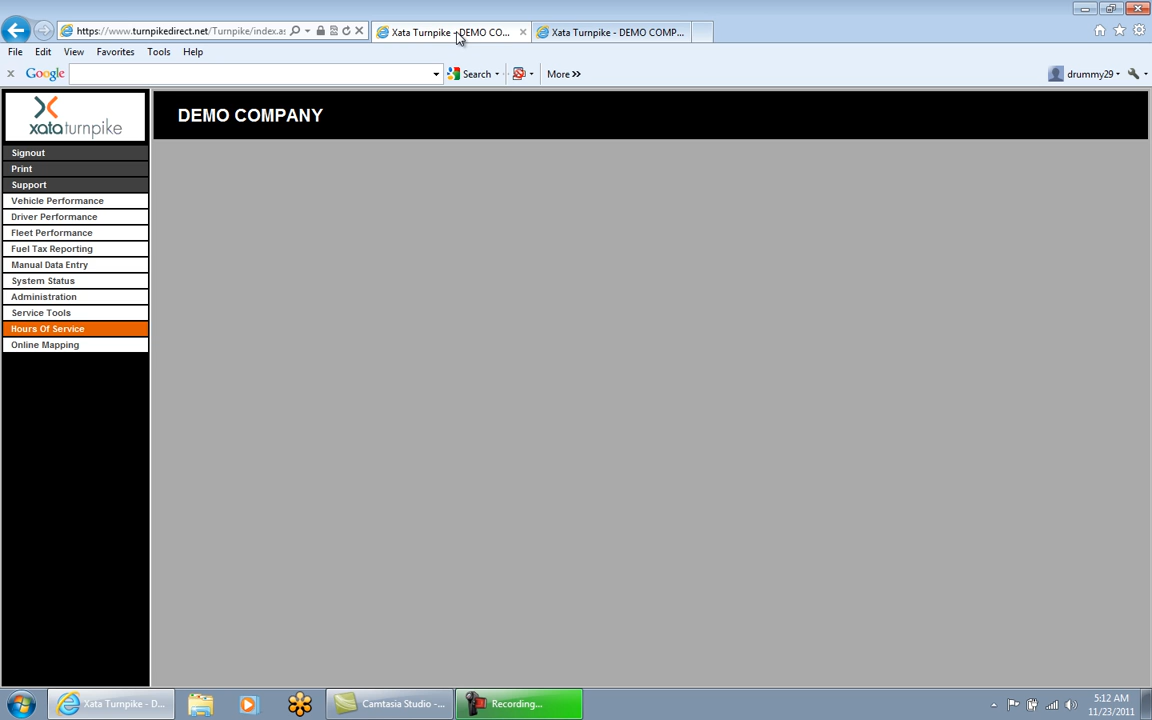 https://www.turnpikedirect.net/Turnpike/index.as
Xata Turnpike - DEMO CO...
Xata Turnpike - DEMO COMP...
File Edit View Favorites Tools Help
x Google Search More »
drummy29
xataturnpike
DEMO COMPANY
Signout
Print
Support
Vehicle Performance
Driver Performance
Fleet Performance
Fuel Tax Reporting
Manual Data Entry
System Status
Administration
Service Tools
Hours Of Service
Online Mapping
Xata Turnpike - D...
Camtasia Studio -...
Recording...
5:12 AM
11/23/2011